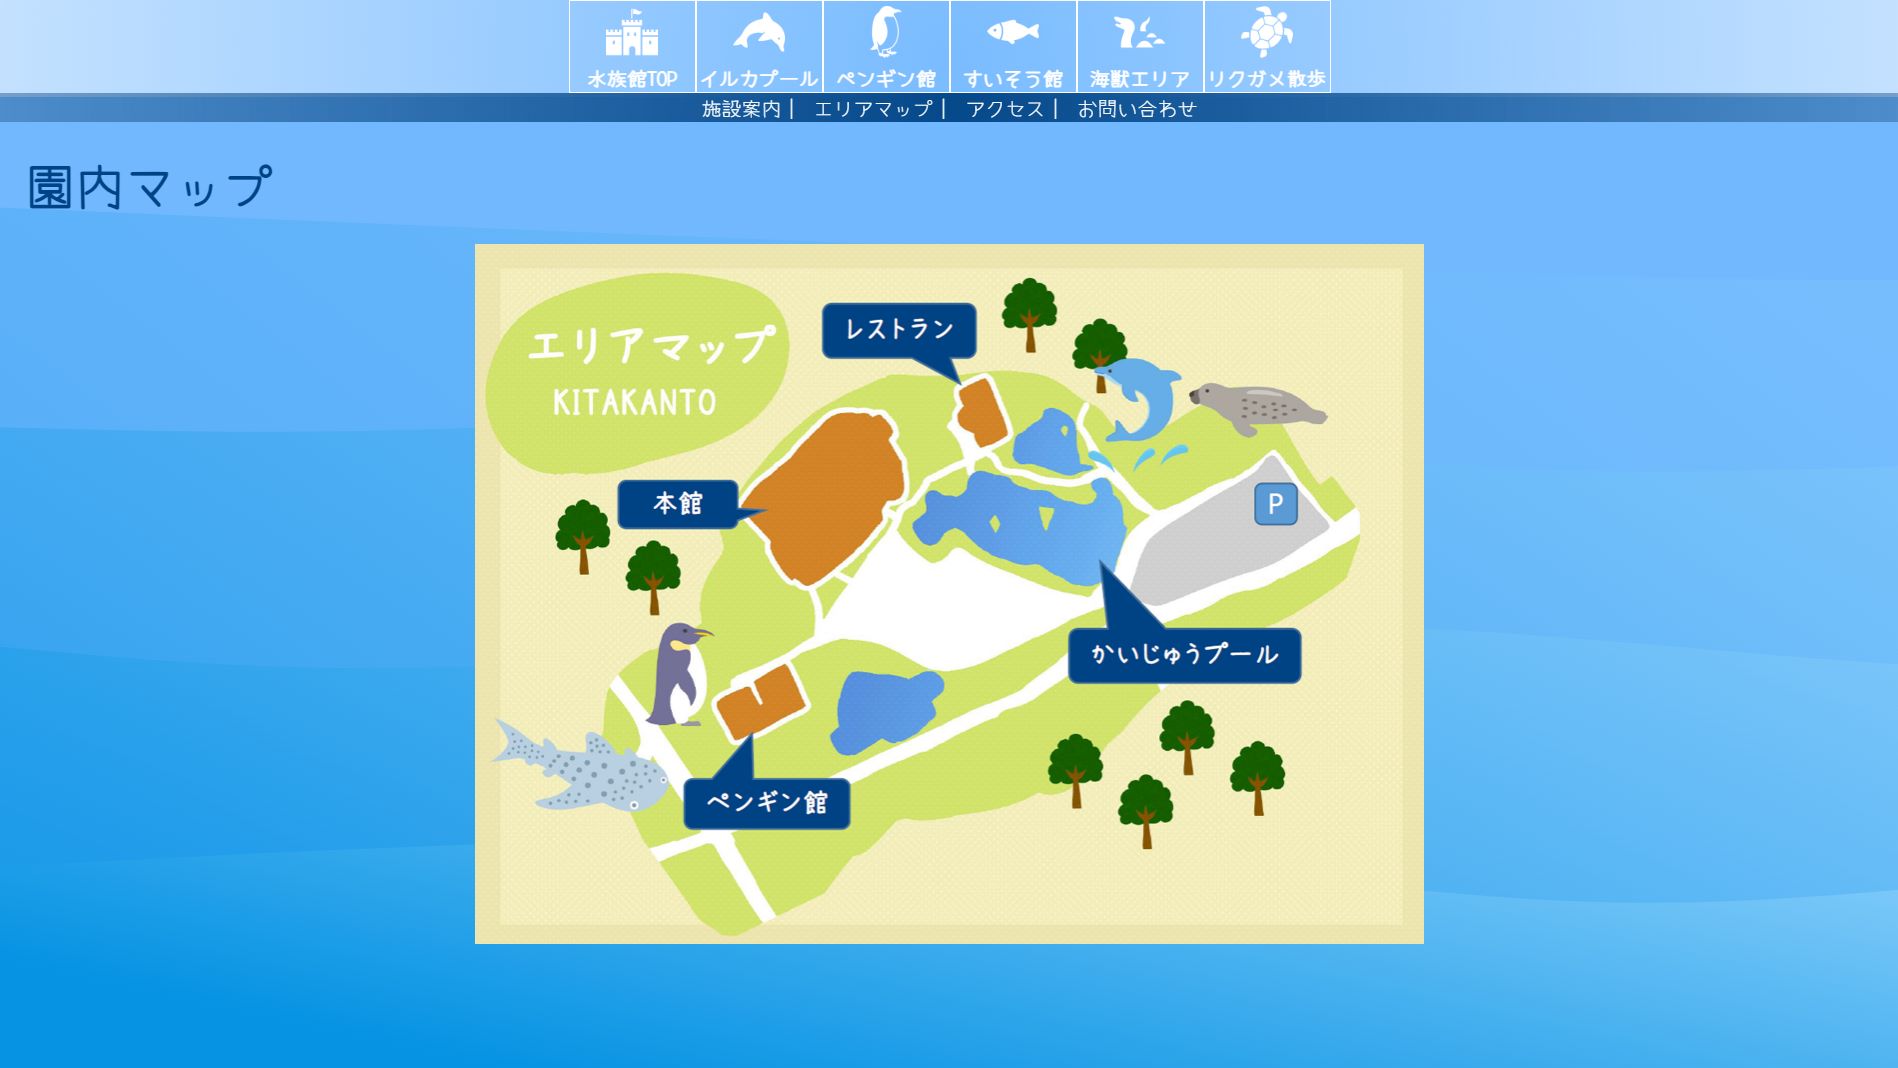 水族館TOP
イルカプール
ペンギン館
すいそう館
海獣エリア
リクガメ散歩
施設案内 | エリアマップ | アクセス | お問い合わせ
園内マップ
エリアマップ
KITAKANTO
レストラン
本館
P
かいじゅうプール
ペンギン館